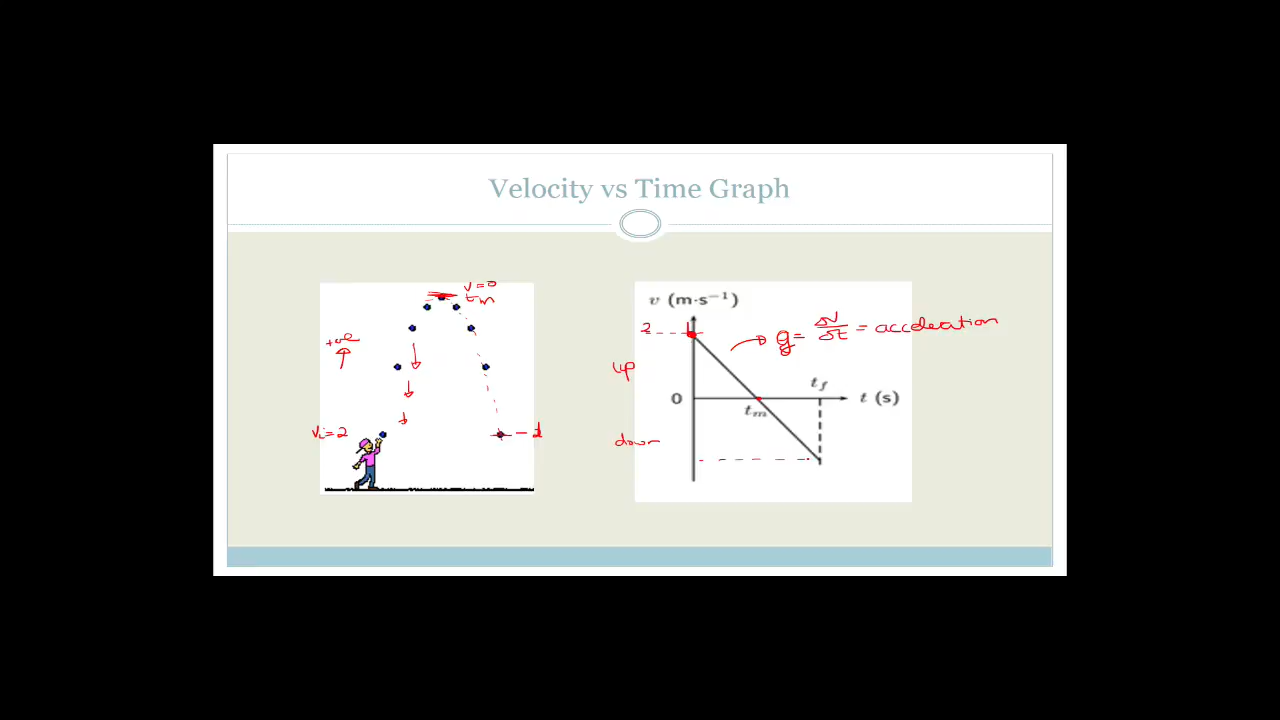 Velocity vs Time Graph
v=0
tm
+ve
vi=2
v (m·s⁻¹)
2
g = Δv/Δt = acceleration
up
0
tm
tf
t (s)
down